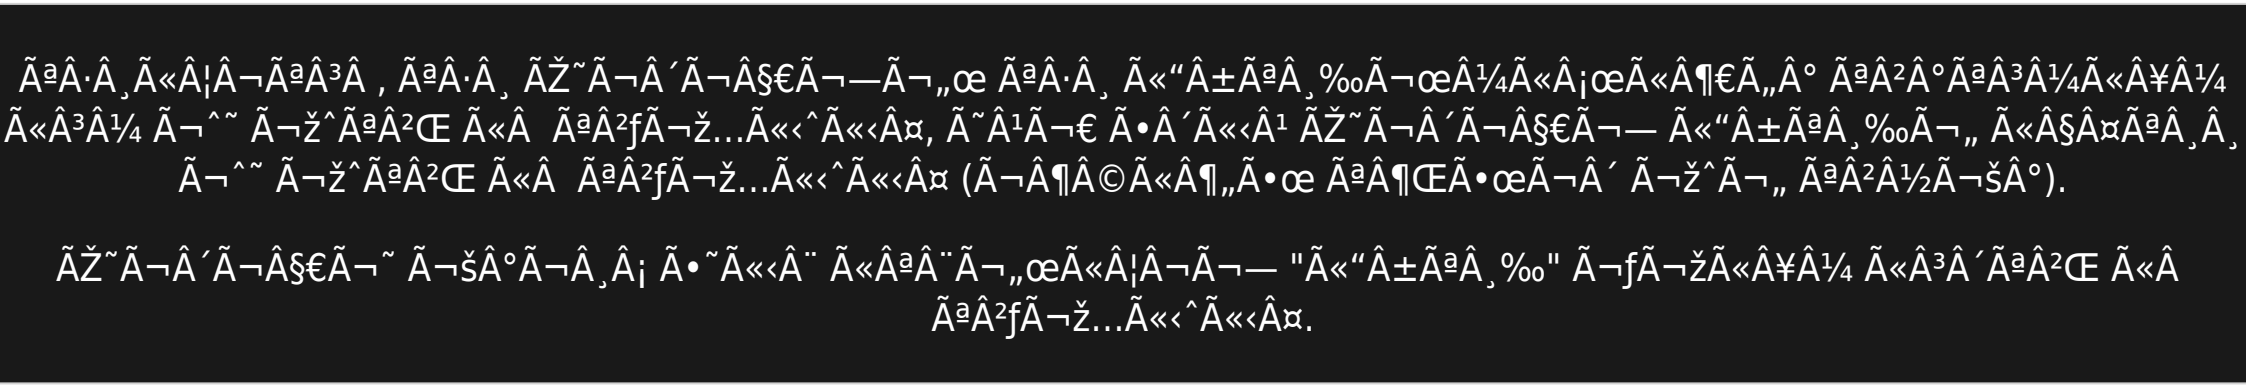 ÃªÂ·Â¸Ã«Â¦Â¬ÃªÂ³Â , ÃªÂ·Â¸ ÃŽ˜Ã¬Â´Ã¬Â§€Ã¬—Ã¬„œ ÃªÂ·Â¸ Ã«“Â±ÃªÂ¸‰Ã¬œÂ¼Ã«Â¡œÃ«Â¶€Ã„Â° ÃªÂ²Â°ÃªÂ³Â¼Ã«Â¥Â¼
Ã«Â³Â¼ Ã¬ˆ˜ Ã¬žˆÃªÂ²Œ Ã«Â  ÃªÂ²ƒÃ¬ž…Ã«‹ˆÃ«‹Â¤, Ã˜Â¹Ã¬€ Ã•Â´Ã«‹Â¹ ÃŽ˜Ã¬Â´Ã¬Â§€Ã¬— Ã«“Â±ÃªÂ¸‰Ã¬„ Ã«Â§Â¤ÃªÂ¸Â¸
Ã¬ˆ˜ Ã¬žˆÃªÂ²Œ Ã«Â  ÃªÂ²ƒÃ¬ž…Ã«‹ˆÃ«‹Â¤ (Ã¬Â¶Â©Ã«Â¶„Ã•œ ÃªÂ¶ŒÃ•œÃ¬Â´ Ã¬žˆÃ¬„ ÃªÂ²Â½Ã¬šÂ°).
ÃŽ˜Ã¬Â´Ã¬Â§€Ã¬˜ Ã¬šÂ°Ã¬Â¸Â¡ Ã•˜Ã«‹Â¨ Ã«ÂªÂ¨Ã¬„œÃ«Â¦Â¬Ã¬— "Ã«“Â±ÃªÂ¸‰" Ã¬ƒÃ¬žÃ«Â¥Â¼ Ã«Â³Â´ÃªÂ²Œ Ã«Â
ÃªÂ²ƒÃ¬ž…Ã«‹ˆÃ«‹Â¤.